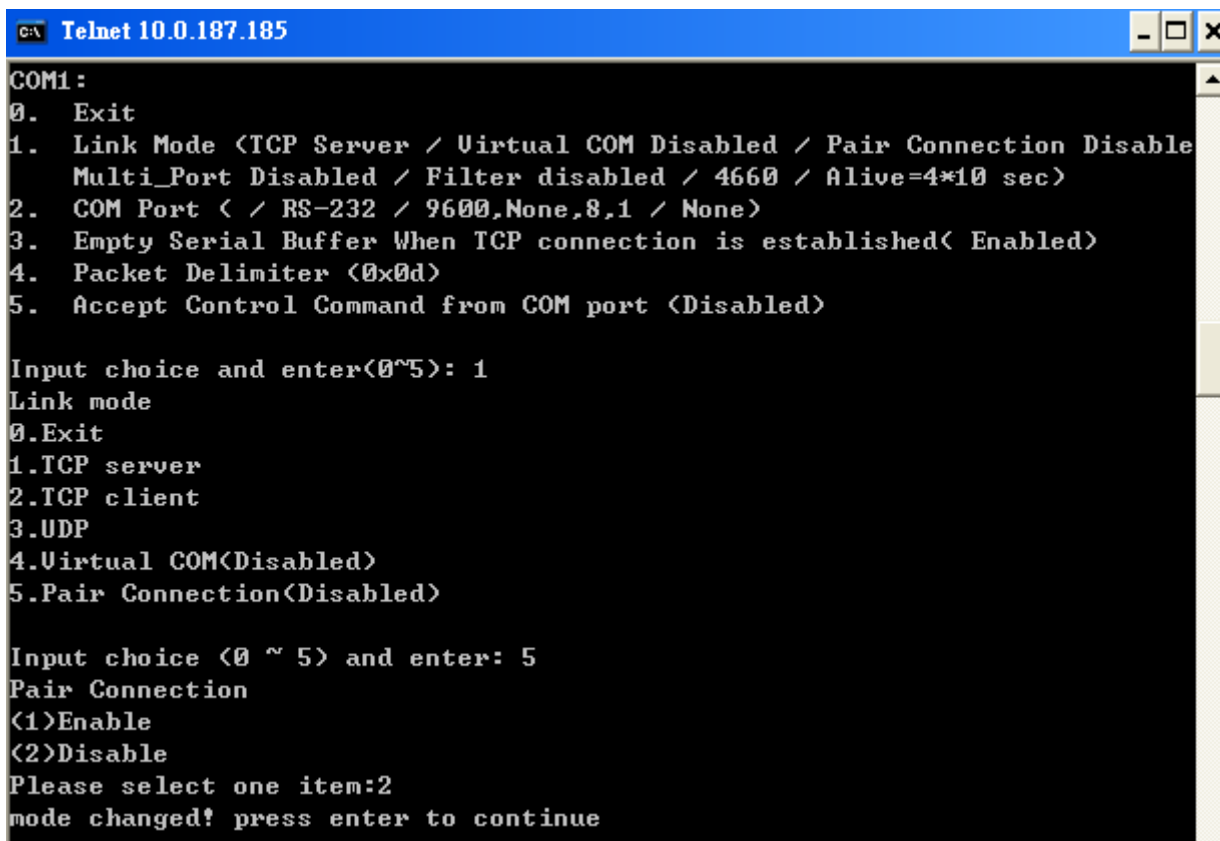 Telnet 10.0.187.185
COM1:
0.  Exit
1.  Link Mode (TCP Server / Virtual COM Disabled / Pair Connection Disable
    Multi_Port Disabled / Filter disabled / 4660 / Alive=4*10 sec)
2.  COM Port ( / RS-232 / 9600,None,8,1 / None)
3.  Empty Serial Buffer When TCP connection is established( Enabled)
4.  Packet Delimiter (0x0d)
5.  Accept Control Command from COM port (Disabled)
Input choice and enter(0~5): 1
Link mode
0.Exit
1.TCP server
2.TCP client
3.UDP
4.Virtual COM(Disabled)
5.Pair Connection(Disabled)
Input choice (0 ~ 5) and enter: 5
Pair Connection
(1)Enable
(2)Disable
Please select one item:2
mode changed! press enter to continue